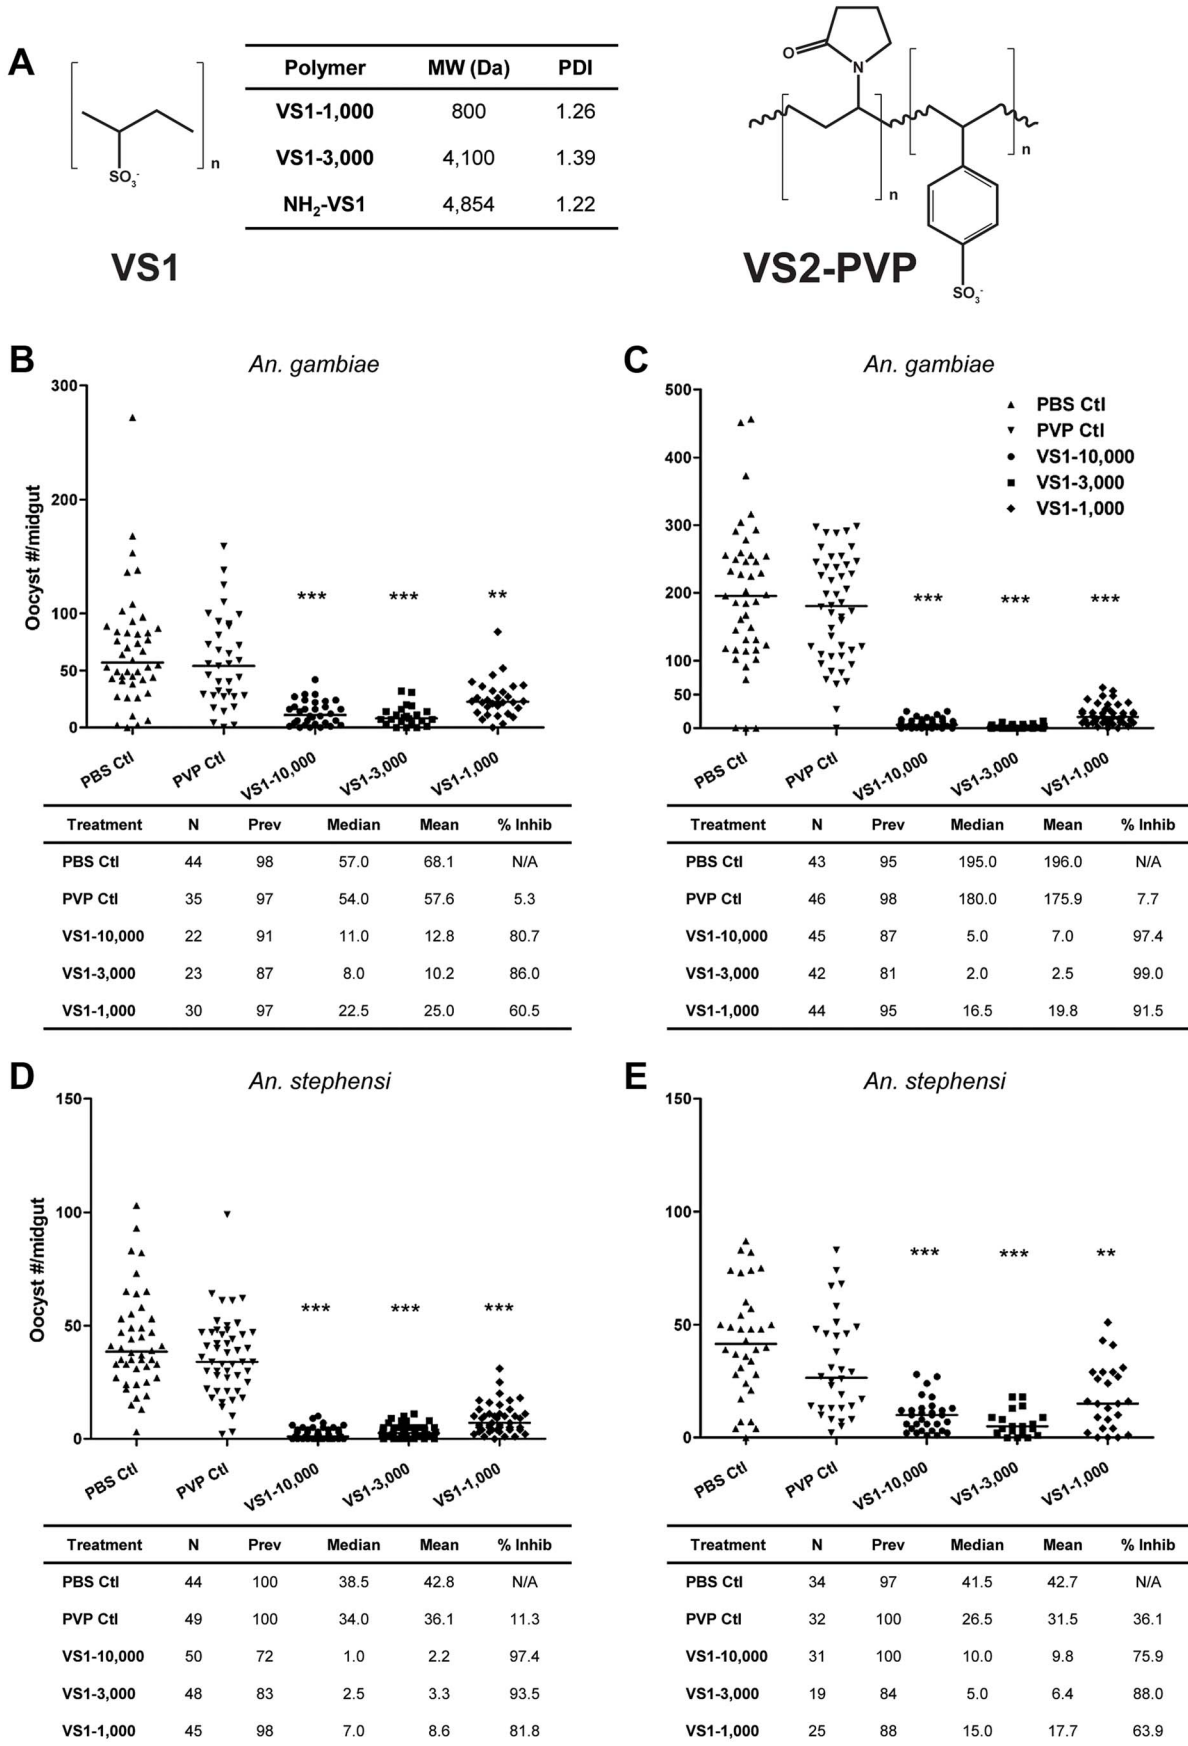 A
Polymer MW (Da) PDI
VS1-1,000 800 1.26
VS1-3,000 4,100 1.39
NH2-VS1 4,854 1.22
n
SO3-
VS1
O
N
n
n
SO3-
VS2-PVP
B
An. gambiae
Oocyst #/midgut
300
200
100
50
0
*** *** **
PBS Ctl PVP Ctl VS1-10,000 VS1-3,000 VS1-1,000
Treatment N Prev Median Mean % Inhib
PBS Ctl 44 98 57.0 68.1 N/A
PVP Ctl 35 97 54.0 57.6 5.3
VS1-10,000 22 91 11.0 12.8 80.7
VS1-3,000 23 87 8.0 10.2 86.0
VS1-1,000 30 97 22.5 25.0 60.5
C
An. gambiae
500
400
300
200
100
50
0
PBS Ctl
PVP Ctl
VS1-10,000
VS1-3,000
VS1-1,000
*** *** ***
PBS Ctl PVP Ctl VS1-10,000 VS1-3,000 VS1-1,000
Treatment N Prev Median Mean % Inhib
PBS Ctl 43 95 195.0 196.0 N/A
PVP Ctl 46 98 180.0 175.9 7.7
VS1-10,000 45 87 5.0 7.0 97.4
VS1-3,000 42 81 2.0 2.5 99.0
VS1-1,000 44 95 16.5 19.8 91.5
D
An. stephensi
Oocyst #/midgut
150
100
50
0
*** *** ***
PBS Ctl PVP Ctl VS1-10,000 VS1-3,000 VS1-1,000
Treatment N Prev Median Mean % Inhib
PBS Ctl 44 100 38.5 42.8 N/A
PVP Ctl 49 100 34.0 36.1 11.3
VS1-10,000 50 72 1.0 2.2 97.4
VS1-3,000 48 83 2.5 3.3 93.5
VS1-1,000 45 98 7.0 8.6 81.8
E
An. stephensi
150
100
50
0
*** *** **
PBS Ctl PVP Ctl VS1-10,000 VS1-3,000 VS1-1,000
Treatment N Prev Median Mean % Inhib
PBS Ctl 34 97 41.5 42.7 N/A
PVP Ctl 32 100 26.5 31.5 36.1
VS1-10,000 31 100 10.0 9.8 75.9
VS1-3,000 19 84 5.0 6.4 88.0
VS1-1,000 25 88 15.0 17.7 63.9